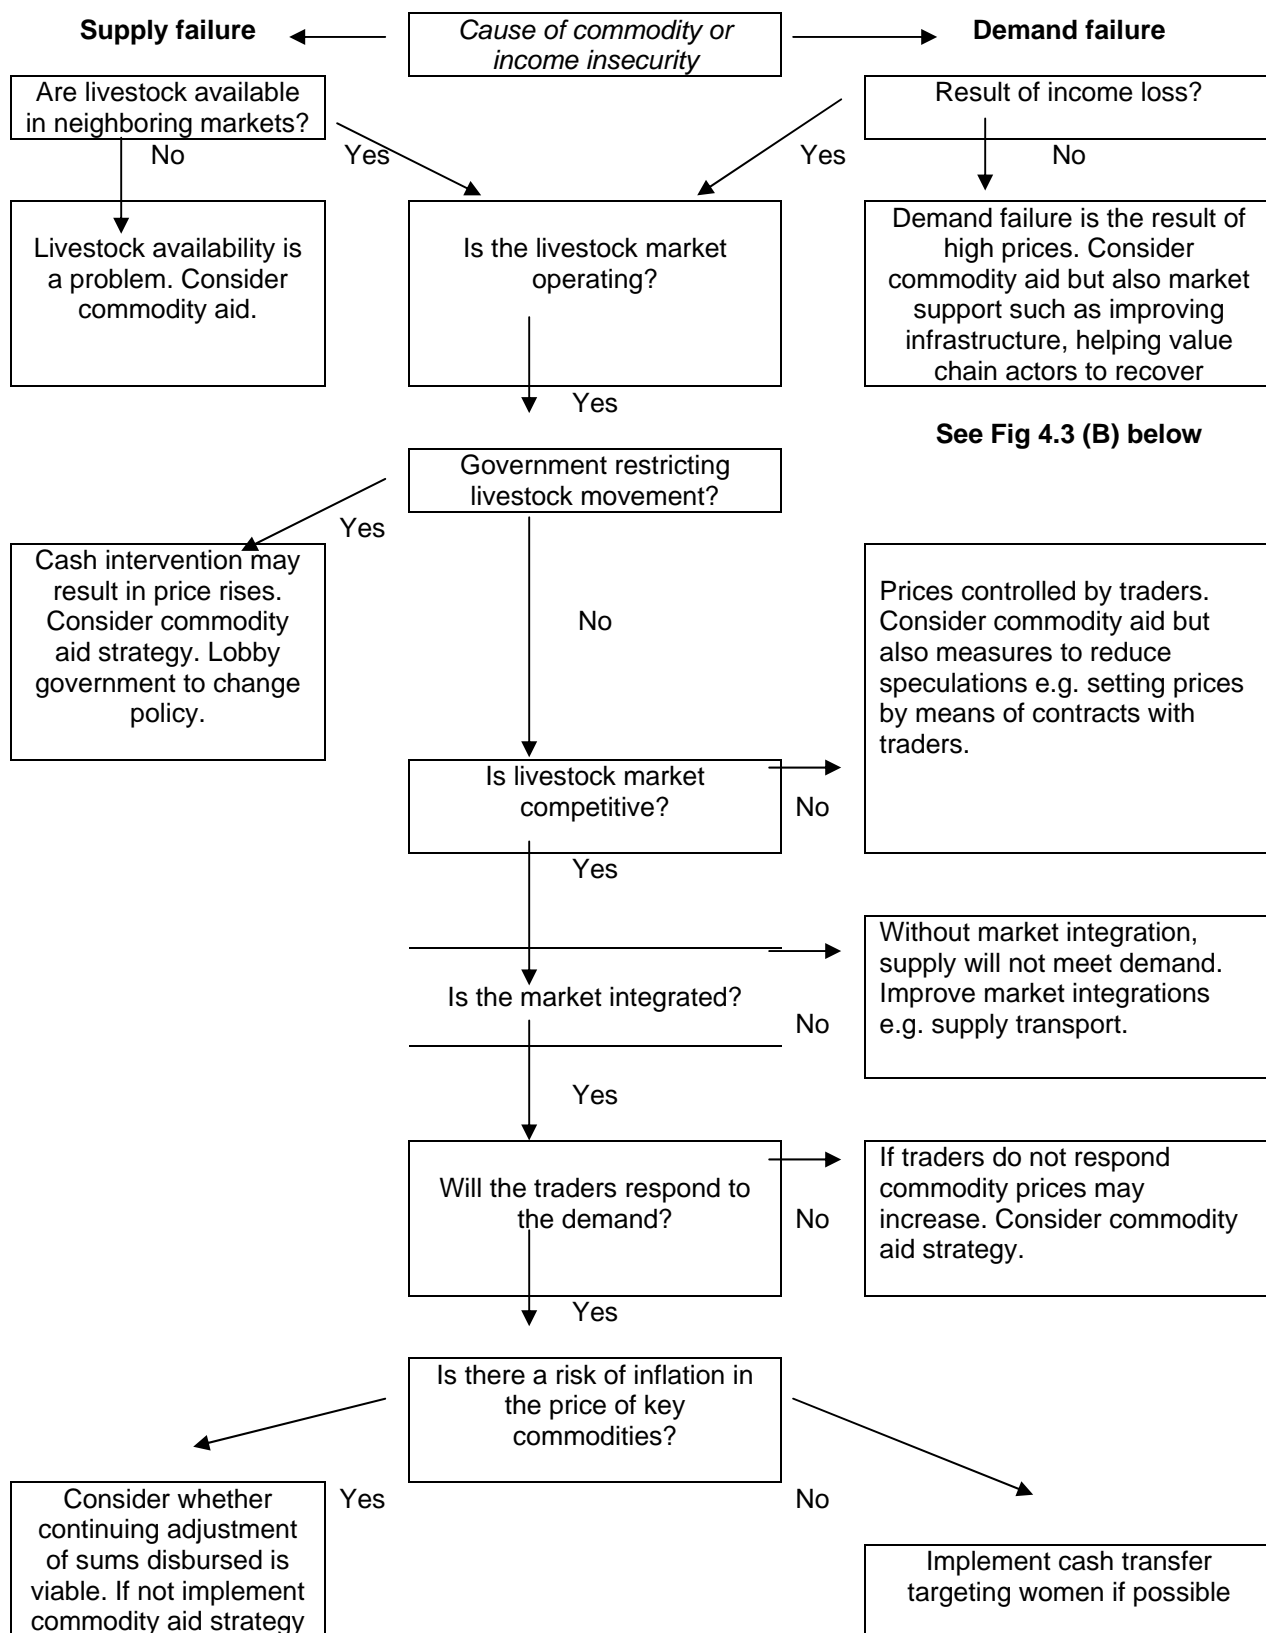 Supply failure
Cause of commodity or
income insecurity
Demand failure
Are livestock available
in neighboring markets?
Result of income loss?
No
Yes
Yes
No
Livestock availability is
a problem. Consider
commodity aid.
Is the livestock market
operating?
Demand failure is the result of
high prices. Consider
commodity aid but also market
support such as improving
infrastructure, helping value
chain actors to recover
Yes
See Fig 4.3 (B) below
Government restricting
livestock movement?
Yes
Cash intervention may
result in price rises.
Consider commodity
aid strategy. Lobby
government to change
policy.
No
Prices controlled by traders.
Consider commodity aid but
also measures to reduce
speculations e.g. setting prices
by means of contracts with
traders.
Is livestock market
competitive?
No
Yes
Is the market integrated?
No
Without market integration,
supply will not meet demand.
Improve market integrations
e.g. supply transport.
Yes
Will the traders respond to
the demand?
No
If traders do not respond
commodity prices may
increase. Consider commodity
aid strategy.
Yes
Is there a risk of inflation in
the price of key
commodities?
Yes
No
Consider whether
continuing adjustment
of sums disbursed is
viable. If not implement
commodity aid strategy
Implement cash transfer
targeting women if possible